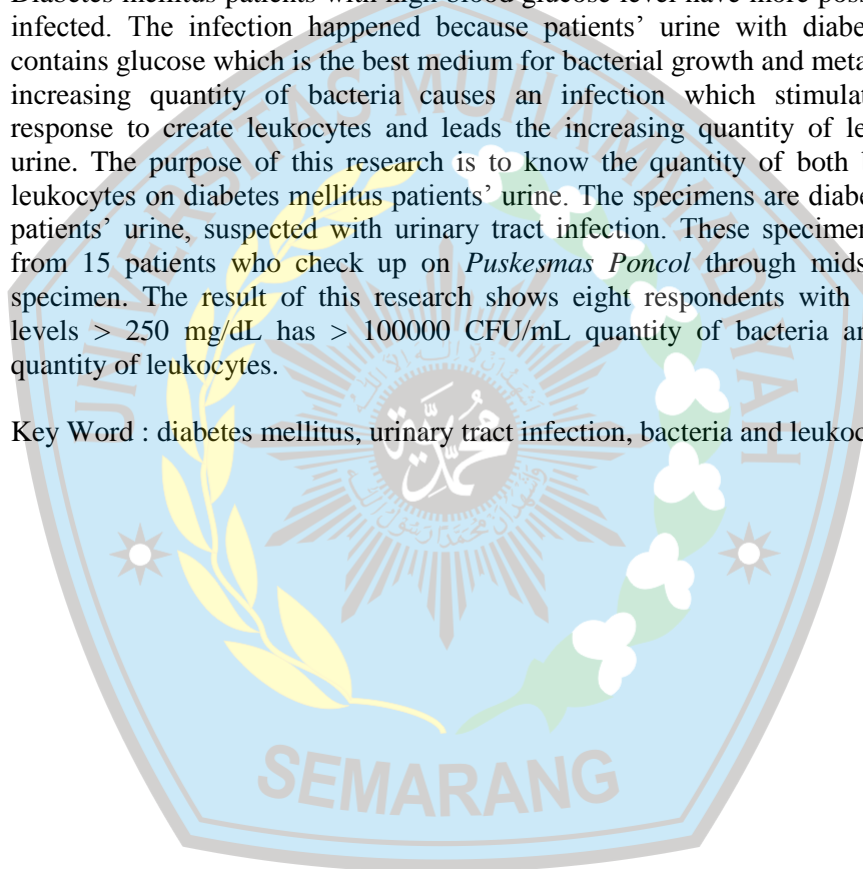 Diabetes mellitus patients with high blood glucose level have more poss
infected. The infection happened because patients' urine with diabe
contains glucose which is the best medium for bacterial growth and meta
increasing quantity of bacteria causes an infection which stimulat
response to create leukocytes and leads the increasing quantity of le
urine. The purpose of this research is to know the quantity of both
leukocytes on diabetes mellitus patients' urine. The specimens are diabe
patients' urine, suspected with urinary tract infection. These specimen
from 15 patients who check up on Puskesmas Poncol through mids
specimen. The result of this research shows eight respondents with
levels > 250 mg/dL has > 100000 CFU/mL quantity of bacteria an
quantity of leukocytes.
Key Word : diabetes mellitus, urinary tract infection, bacteria and leukoc
UNIVERSITAS MUHAMMADIYAH
محمدية
SEMARANG